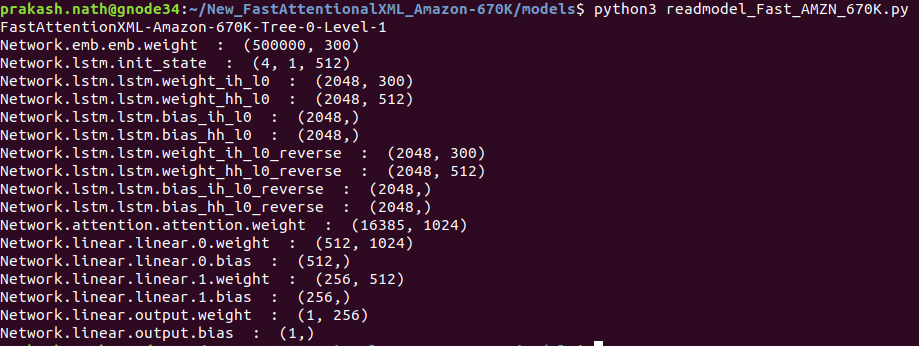 prakash.nath@gnode34:~/New_FastAttentionalXML_Amazon-670K/models$ python3 readmodel_Fast_AMZN_670K.py
FastAttentionXML-Amazon-670K-Tree-0-Level-1
Network.emb.emb.weight  :  (500000, 300)
Network.lstm.init_state  :  (4, 1, 512)
Network.lstm.lstm.weight_ih_l0  :  (2048, 300)
Network.lstm.lstm.weight_hh_l0  :  (2048, 512)
Network.lstm.lstm.bias_ih_l0  :  (2048,)
Network.lstm.lstm.bias_hh_l0  :  (2048,)
Network.lstm.lstm.weight_ih_l0_reverse  :  (2048, 300)
Network.lstm.lstm.weight_hh_l0_reverse  :  (2048, 512)
Network.lstm.lstm.bias_ih_l0_reverse  :  (2048,)
Network.lstm.lstm.bias_hh_l0_reverse  :  (2048,)
Network.attention.attention.weight  :  (16385, 1024)
Network.linear.linear.0.weight  :  (512, 1024)
Network.linear.linear.0.bias  :  (512,)
Network.linear.linear.1.weight  :  (256, 512)
Network.linear.linear.1.bias  :  (256,)
Network.linear.output.weight  :  (1, 256)
Network.linear.output.bias  :  (1,)